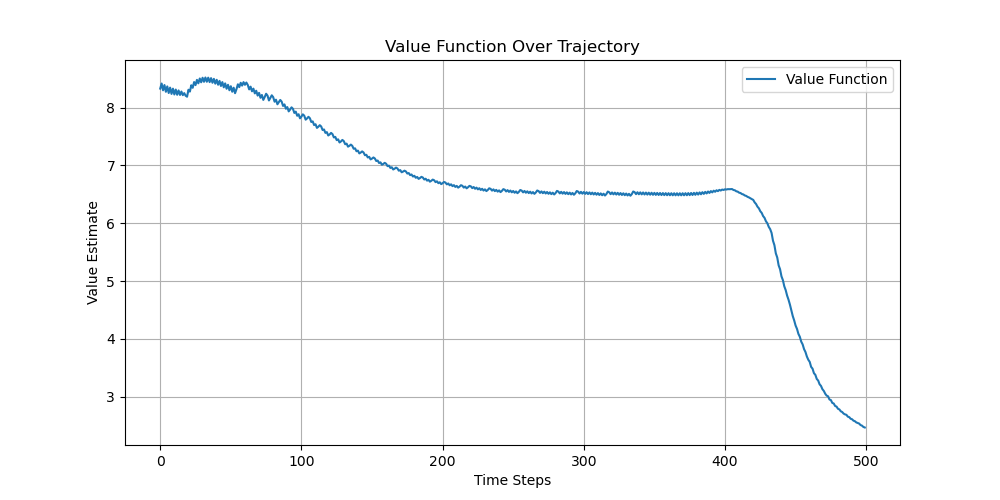 Value Function Over Trajectory
Value Function
8
7
6
5
4
3
Value Estimate
0 100 200 300 400 500
Time Steps